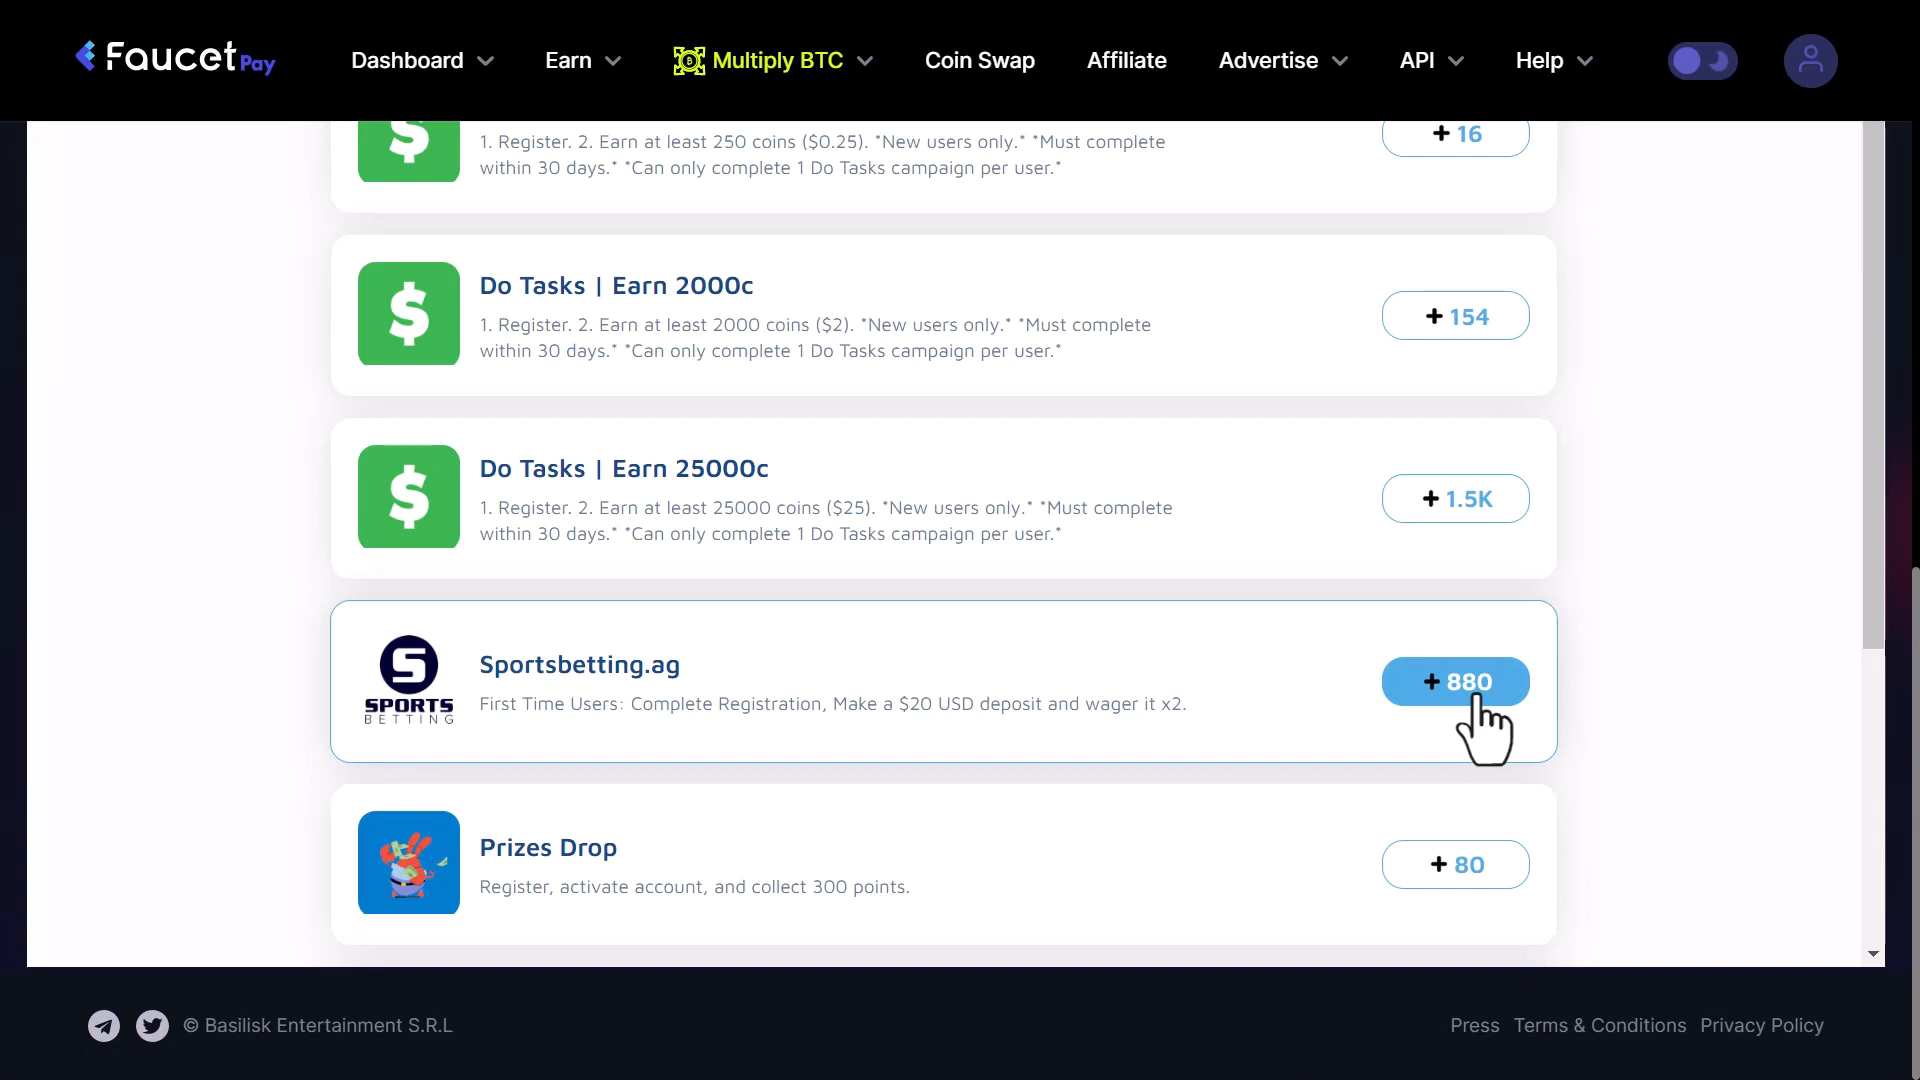 Faucet Pay
Dashboard
Earn
Multiply BTC
Coin Swap
Affiliate
Advertise
API
Help
$
1. Register. 2. Earn at least 250 coins ($0.25). *New users only.* *Must complete
within 30 days.* *Can only complete 1 Do Tasks campaign per user.*
+ 16
$
Do Tasks | Earn 2000c
1. Register. 2. Earn at least 2000 coins ($2). *New users only.* *Must complete
within 30 days.* *Can only complete 1 Do Tasks campaign per user.*
+ 154
$
Do Tasks | Earn 25000c
1. Register. 2. Earn at least 25000 coins ($25). *New users only.* *Must complete
within 30 days.* *Can only complete 1 Do Tasks campaign per user.*
+ 1.5K
S
SPORTS
BETTING
Sportsbetting.ag
First Time Users: Complete Registration, Make a $20 USD deposit and wager it x2.
+ 880
Prizes Drop
Register, activate account, and collect 300 points.
+ 80
© Basilisk Entertainment S.R.L
Press
Terms & Conditions
Privacy Policy